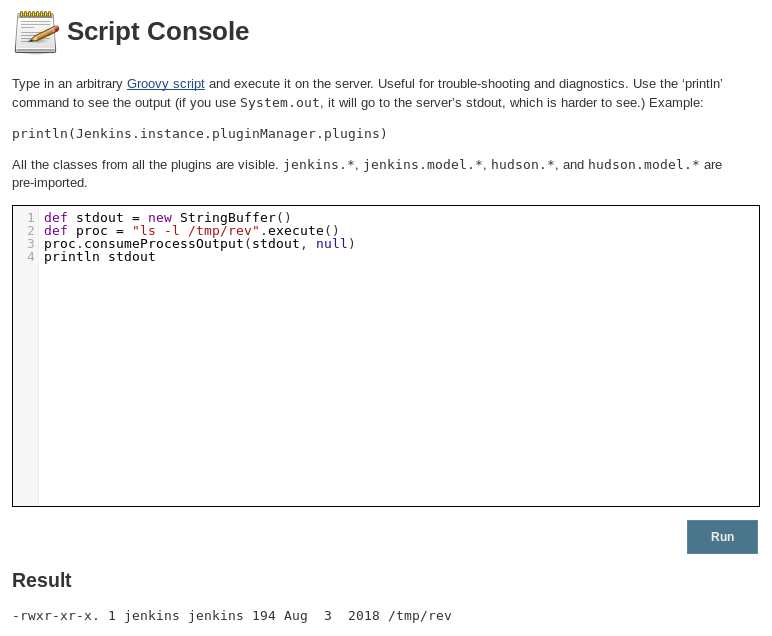 Script Console
Type in an arbitrary Groovy script and execute it on the server. Useful for trouble-shooting and diagnostics. Use the ‘println’
command to see the output (if you use System.out, it will go to the server’s stdout, which is harder to see.) Example:
println(Jenkins.instance.pluginManager.plugins)
All the classes from all the plugins are visible. jenkins.*, jenkins.model.*, hudson.*, and hudson.model.* are
pre-imported.
1 def stdout = new StringBuffer()
2 def proc = "ls -l /tmp/rev".execute()
3 proc.consumeProcessOutput(stdout, null)
4 println stdout
Run
Result
-rwxr-xr-x. 1 jenkins jenkins 194 Aug  3  2018 /tmp/rev